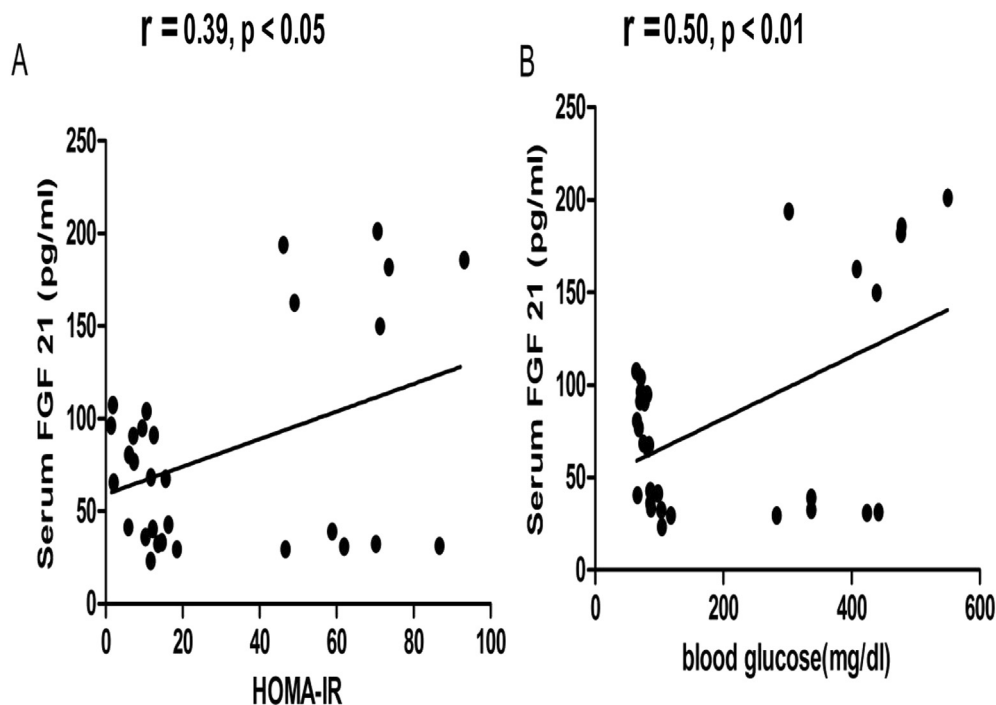 r = 0.39, p < 0.05
A
250
200
150
100
50
0
Serum FGF 21 (pg/ml)
0 20 40 60 80 100
HOMA-IR
r = 0.50, p < 0.01
B
250
200
150
100
50
0
Serum FGF 21 (pg/ml)
0 200 400 600
blood glucose(mg/dl)